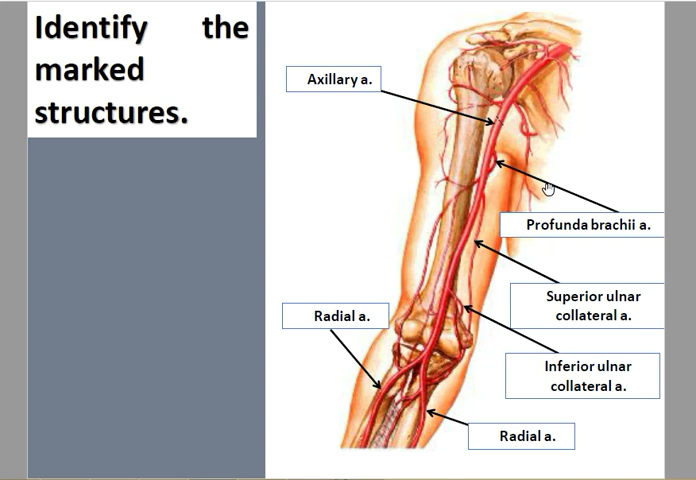 Identify the
marked
structures.
Axillary a.
Profunda brachii a.
Superior ulnar
collateral a.
Radial a.
Inferior ulnar
collateral a.
Radial a.